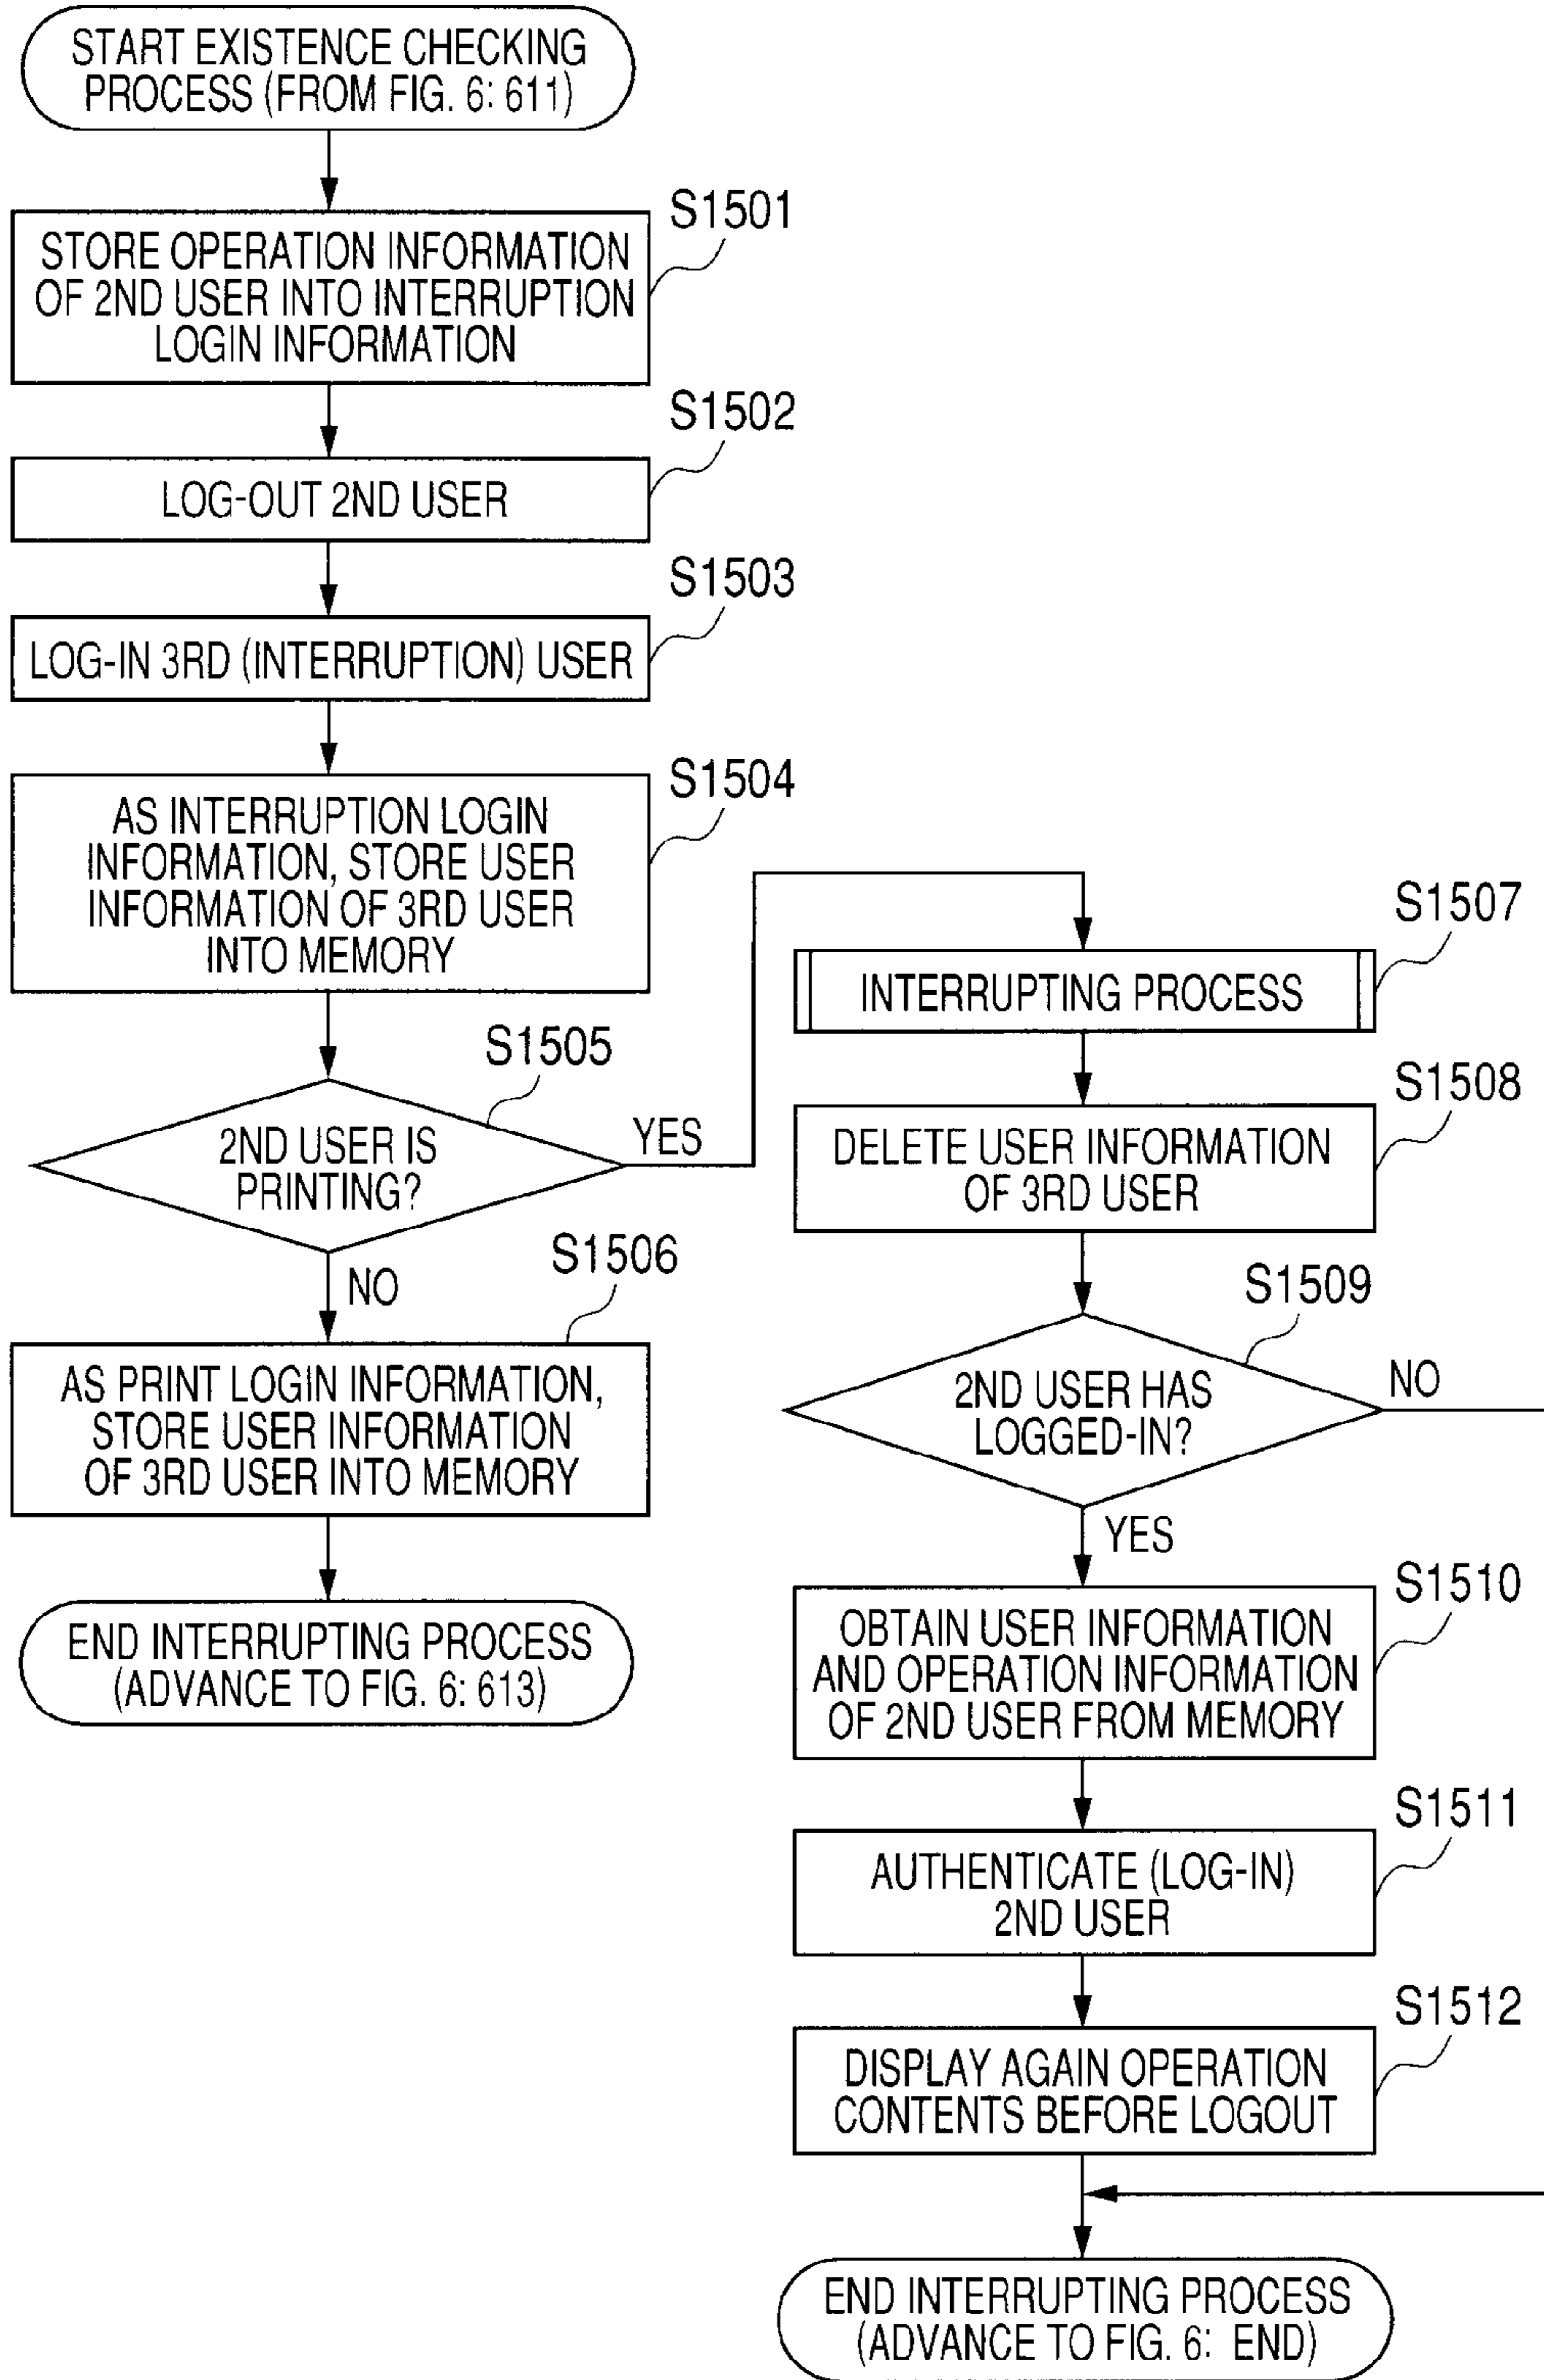 START EXISTENCE CHECKING
PROCESS (FROM FIG. 6: 611)
S1501
STORE OPERATION INFORMATION
OF 2ND USER INTO INTERRUPTION
LOGIN INFORMATION
S1502
LOG-OUT 2ND USER
S1503
LOG-IN 3RD (INTERRUPTION) USER
S1504
AS INTERRUPTION LOGIN
INFORMATION, STORE USER
INFORMATION OF 3RD USER
INTO MEMORY
S1505
2ND USER IS
PRINTING?
YES
NO
S1506
AS PRINT LOGIN INFORMATION,
STORE USER INFORMATION
OF 3RD USER INTO MEMORY
END INTERRUPTING PROCESS
(ADVANCE TO FIG. 6: 613)
S1507
INTERRUPTING PROCESS
S1508
DELETE USER INFORMATION
OF 3RD USER
S1509
2ND USER HAS
LOGGED-IN?
NO
YES
S1510
OBTAIN USER INFORMATION
AND OPERATION INFORMATION
OF 2ND USER FROM MEMORY
S1511
AUTHENTICATE (LOG-IN)
2ND USER
S1512
DISPLAY AGAIN OPERATION
CONTENTS BEFORE LOGOUT
END INTERRUPTING PROCESS
(ADVANCE TO FIG. 6: END)